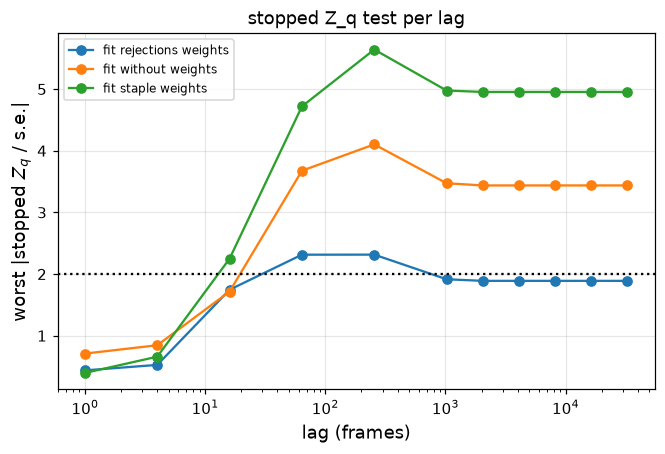 stopped Z_q test per lag
fit rejections weights
fit without weights
fit staple weights
worst |stopped Z_q / s.e.|
5
4
3
2
1
10^0
10^1
10^2
10^3
10^4
lag (frames)